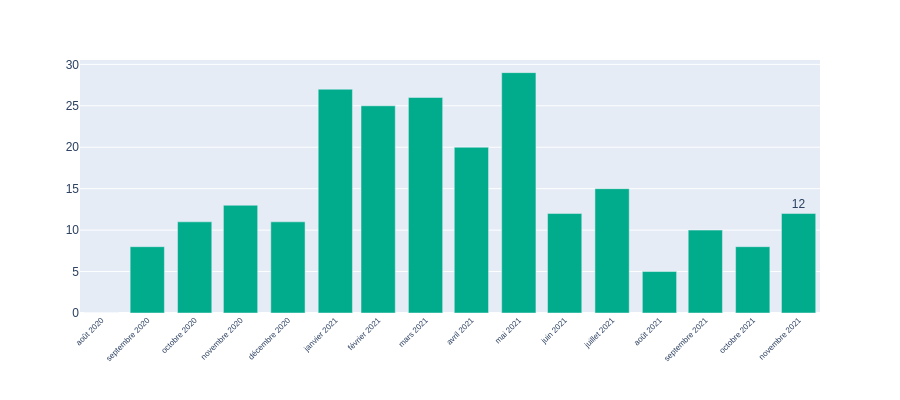 30
25
20
15
10
5
0
12
août 2020
septembre 2020
octobre 2020
novembre 2020
décembre 2020
janvier 2021
février 2021
mars 2021
avril 2021
mai 2021
juin 2021
juillet 2021
août 2021
septembre 2021
octobre 2021
novembre 2021